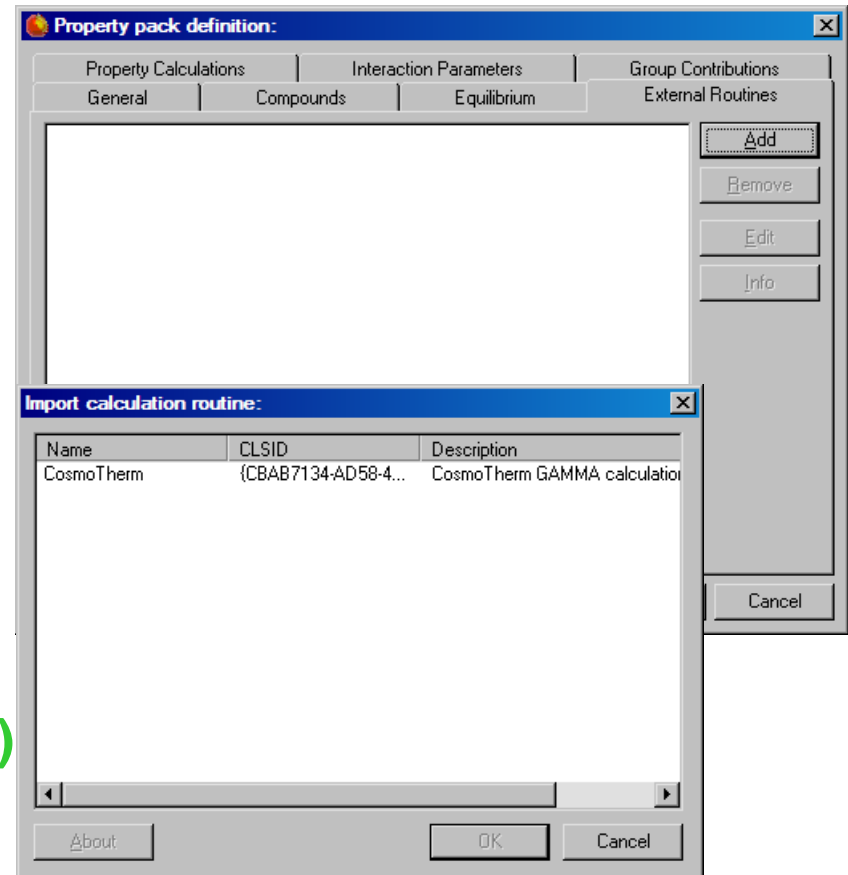 Property pack definition:
Property Calculations Interaction Parameters Group Contributions
General Compounds Equilibrium External Routines
Add
Remove
Edit
Info
Import calculation routine:
Name CLSID Description
CosmoTherm {CBAB7134-AD58-4... CosmoTherm GAMMA calculation
Cancel
)
About OK Cancel